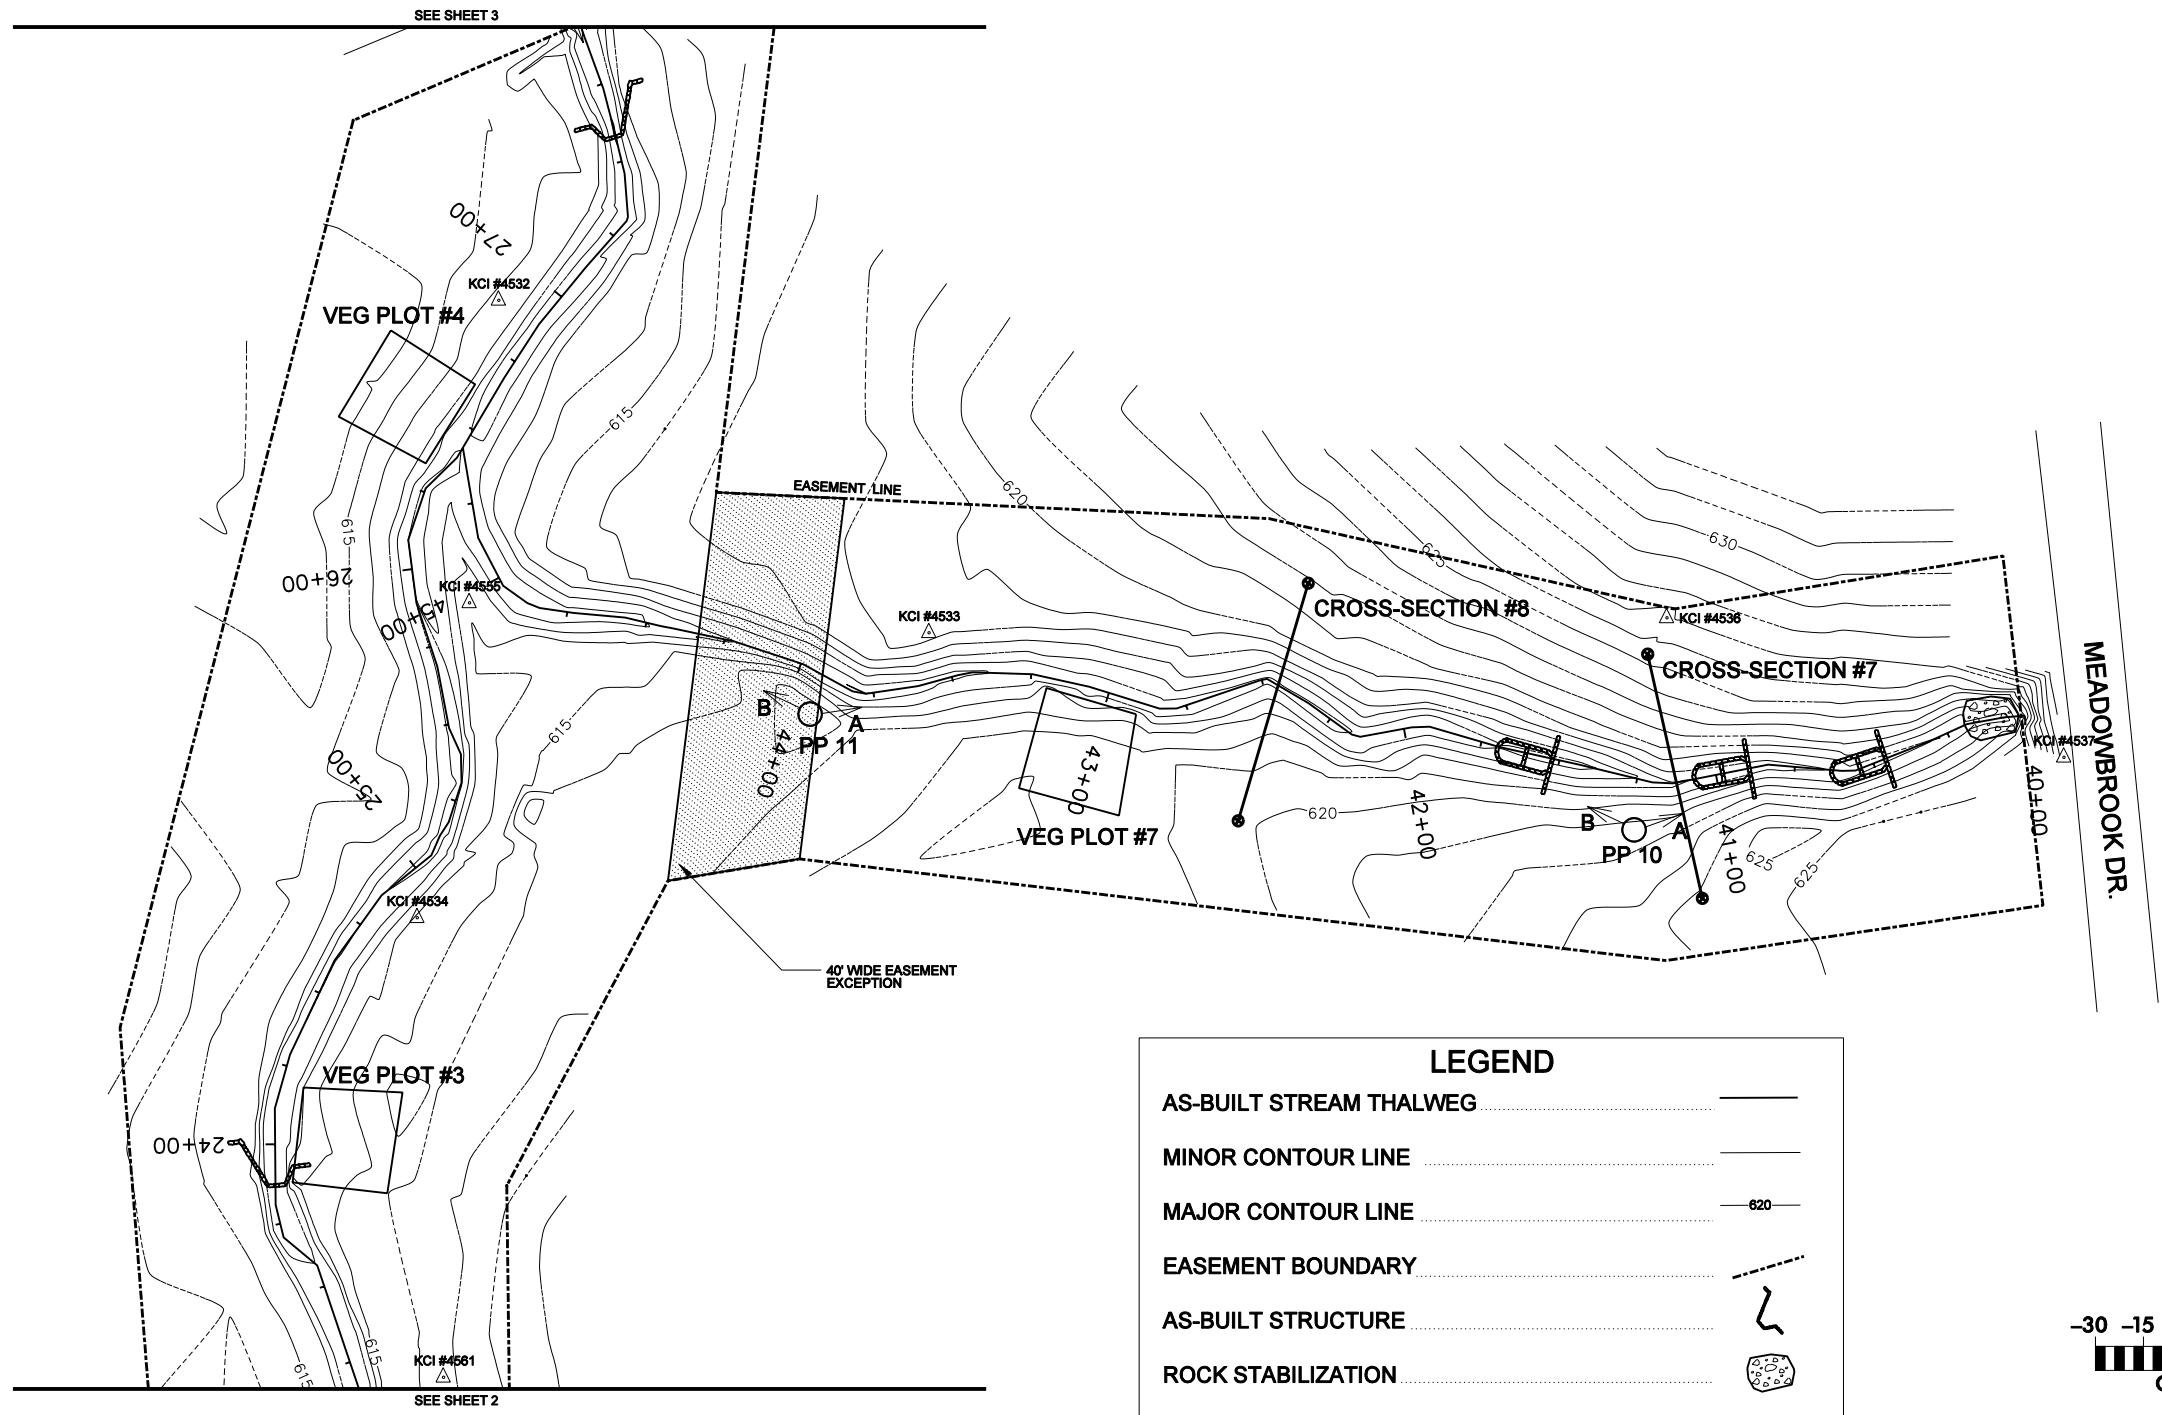 SEE SHEET 3
27+00
KCI #4532
VEG PLOT #4
615
615
EASEMENT LINE
620
625
630
26+00
KCI #4555
45+00
KCI #4533
CROSS-SECTION #8
KCI #4536
CROSS-SECTION #7
MEADOWBROOK DR.
B
A
PP 11
44+00
615
43+00
KCI #4537
25+00
40+00
VEG PLOT #7
620
42+00
B
A
PP 10
41+00
625
625
KCI #4534
40' WIDE EASEMENT
EXCEPTION
VEG PLOT #3
24+00
615
615
KCI #4561
SEE SHEET 2
LEGEND
AS-BUILT STREAM THALWEG
MINOR CONTOUR LINE
MAJOR CONTOUR LINE
620
EASEMENT BOUNDARY
AS-BUILT STRUCTURE
ROCK STABILIZATION
-30 -15